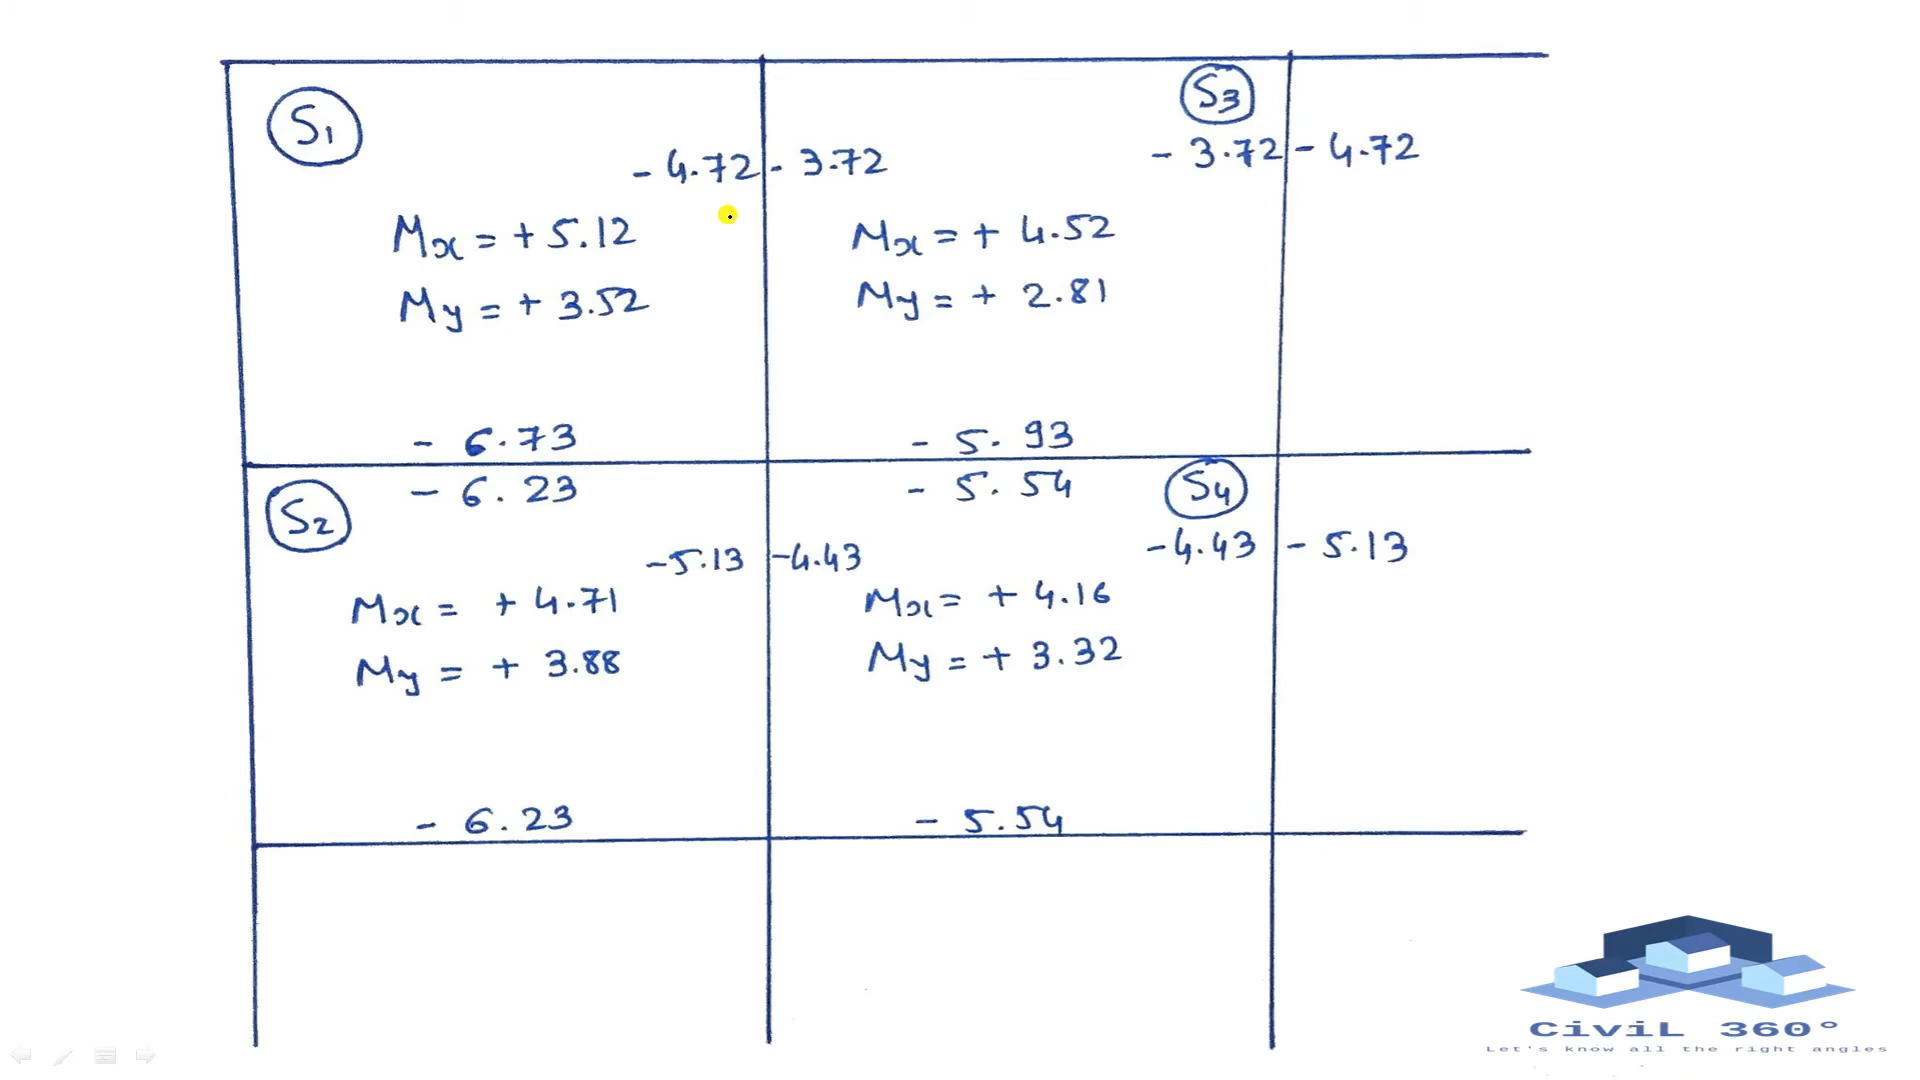 S1
S3
- 4.72 - 3.72
- 3.72 - 4.72
Mx = + 5.12
My = + 3.52
Mx = + 4.52
My = + 2.81
- 6.73
- 5.93
- 6.23
- 5.54
S2
S4
-5.13 -4.43
-4.43 - 5.13
Mx = + 4.71
My = + 3.88
Mx = + 4.16
My = + 3.32
- 6.23
- 5.54
CiviL 360°
Let's know all the right angles